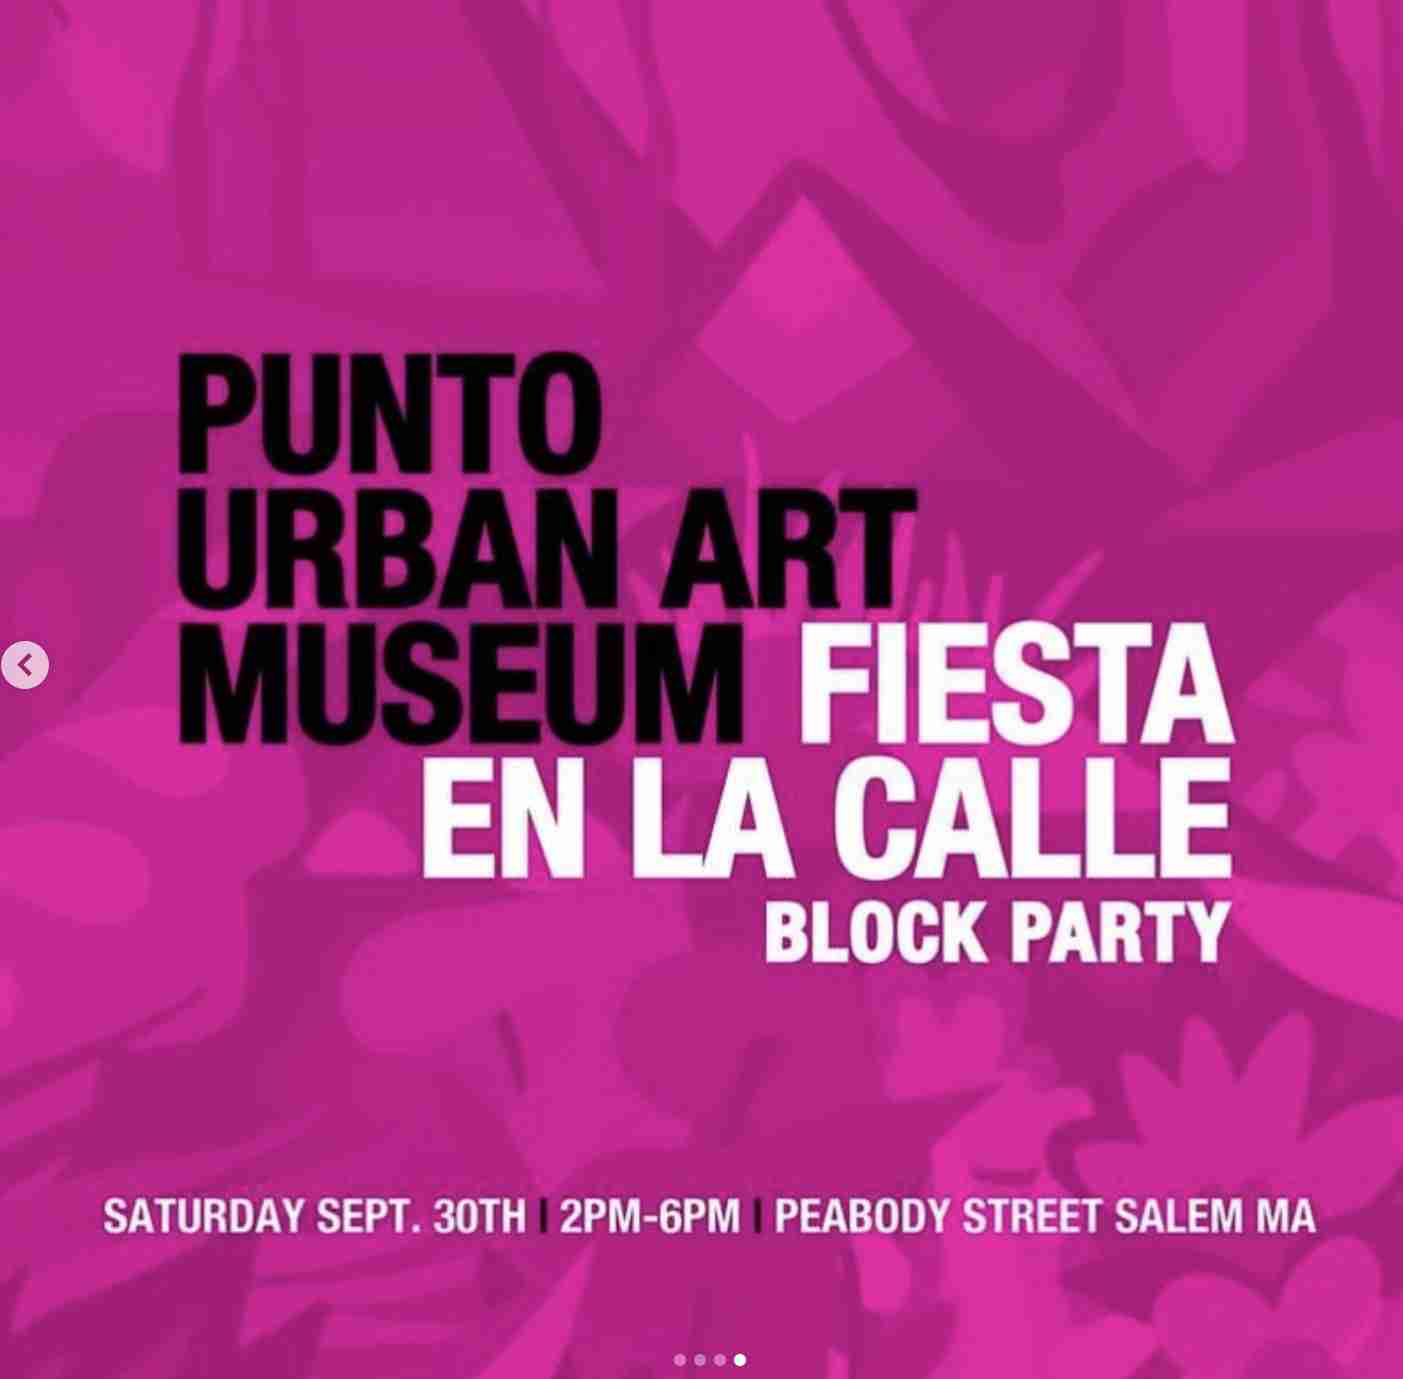 PUNTO
URBAN ART
MUSEUM FIESTA
EN LA CALLE
BLOCK PARTY
SATURDAY SEPT. 30TH | 2PM-6PM | PEABODY STREET SALEM MA